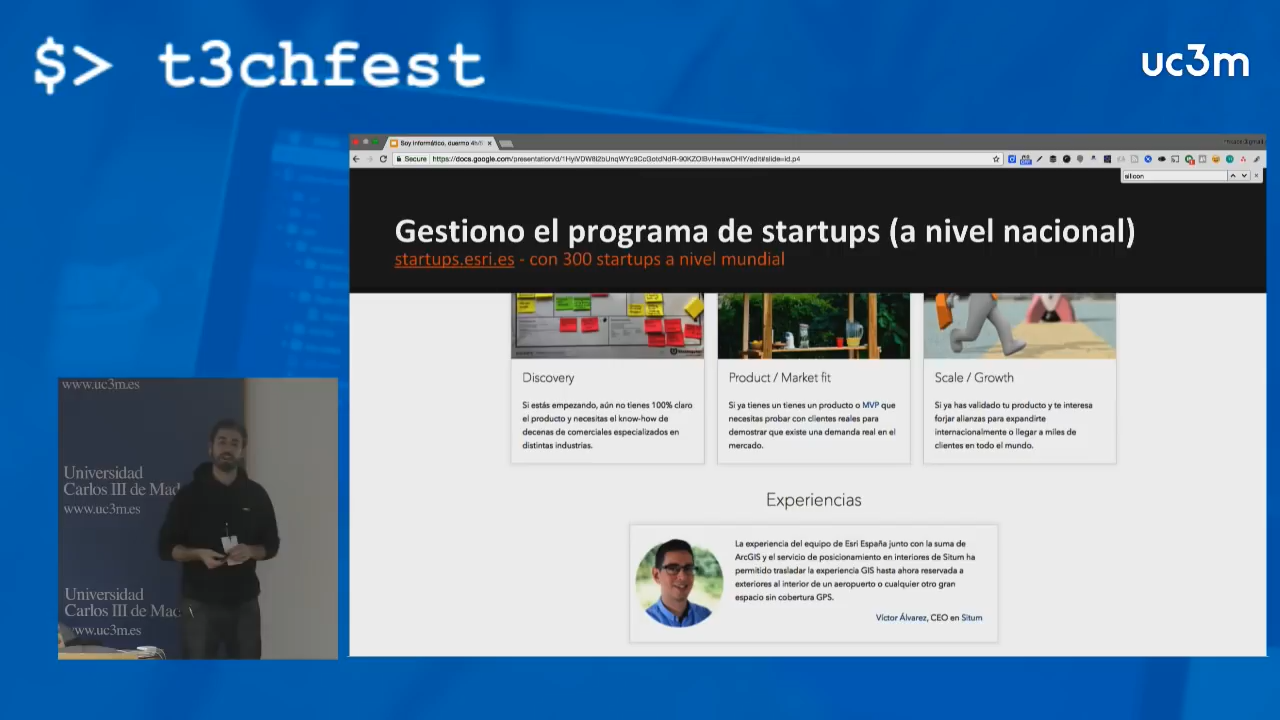 $> t3chfest
uc3m
Soy informático, duermo 4h/
Secure
silicon
Gestiono el programa de startups (a nivel nacional)
startups.esri.es - con 300 startups a nivel mundial
Discovery
Si estás empezando, aún no tienes 100% claro
el producto y necesitas el know-how de
decenas de comerciales especializados en
distintas industrias.
Product / Market fit
Si ya tienes un tienes un producto o MVP que
necesitas probar con clientes reales para
demostrar que existe una demanda real en el
mercado.
Scale / Growth
Si ya has validado tu producto y te interesa
forjar alianzas para expandirte
internacionalmente o llegar a miles de
clientes en todo el mundo.
Experiencias
La experiencia del equipo de Esri España junto con la suma de
ArcGIS y el servicio de posicionamiento en interiores de Situm ha
permitido trasladar la experiencia GIS hasta ahora reservada a
exteriores al interior de un aeropuerto o cualquier otro gran
espacio sin cobertura GPS.
Víctor Álvarez, CEO en Situm
www.uc3m.es
Universidad
Carlos III de Mad
www.uc3m.es
Universidad
Carlos III de Mad
www.uc3m.es